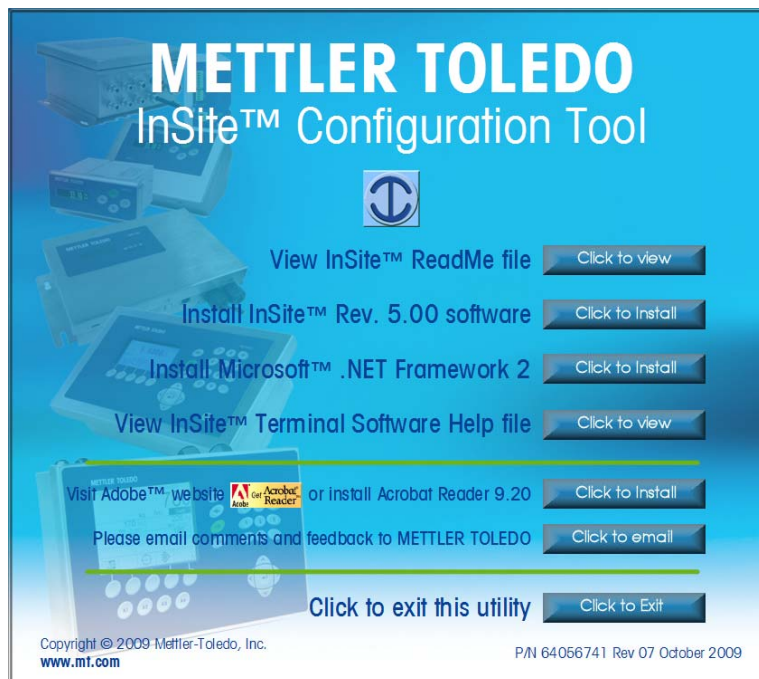 METTLER TOLEDO
InSite™ Configuration Tool
View InSite™ ReadMe file Click to view
Install InSite™ Rev. 5.00 software Click to Install
Install Microsoft™ .NET Framework 2 Click to Install
View InSite™ Terminal Software Help file Click to view
METTLER TOLEDO
Visit Adobe™ website Adobe Get Acrobat Reader or install Acrobat Reader 9.20 Click to Install
Please email comments and feedback to METTLER TOLEDO Click to email
Click to exit this utility Click to Exit
Copyright © 2009 Mettler-Toledo, Inc.
www.mt.com
P/N 64056741 Rev 07 October 2009